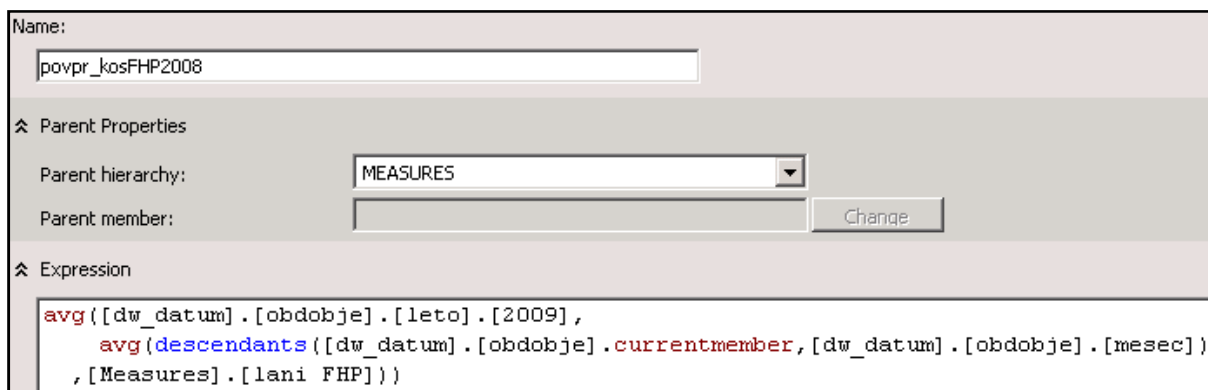 Name:
povpr_kosFHP2008
Parent Properties
Parent hierarchy:
MEASURES
Parent member:
Change
Expression
avg([dw_datum].[obdobje].[leto].[2009],
avg(descendants([dw_datum].[obdobje].currentmember,[dw_datum].[obdobje].[mesec])
,[Measures].[lani FHP]))